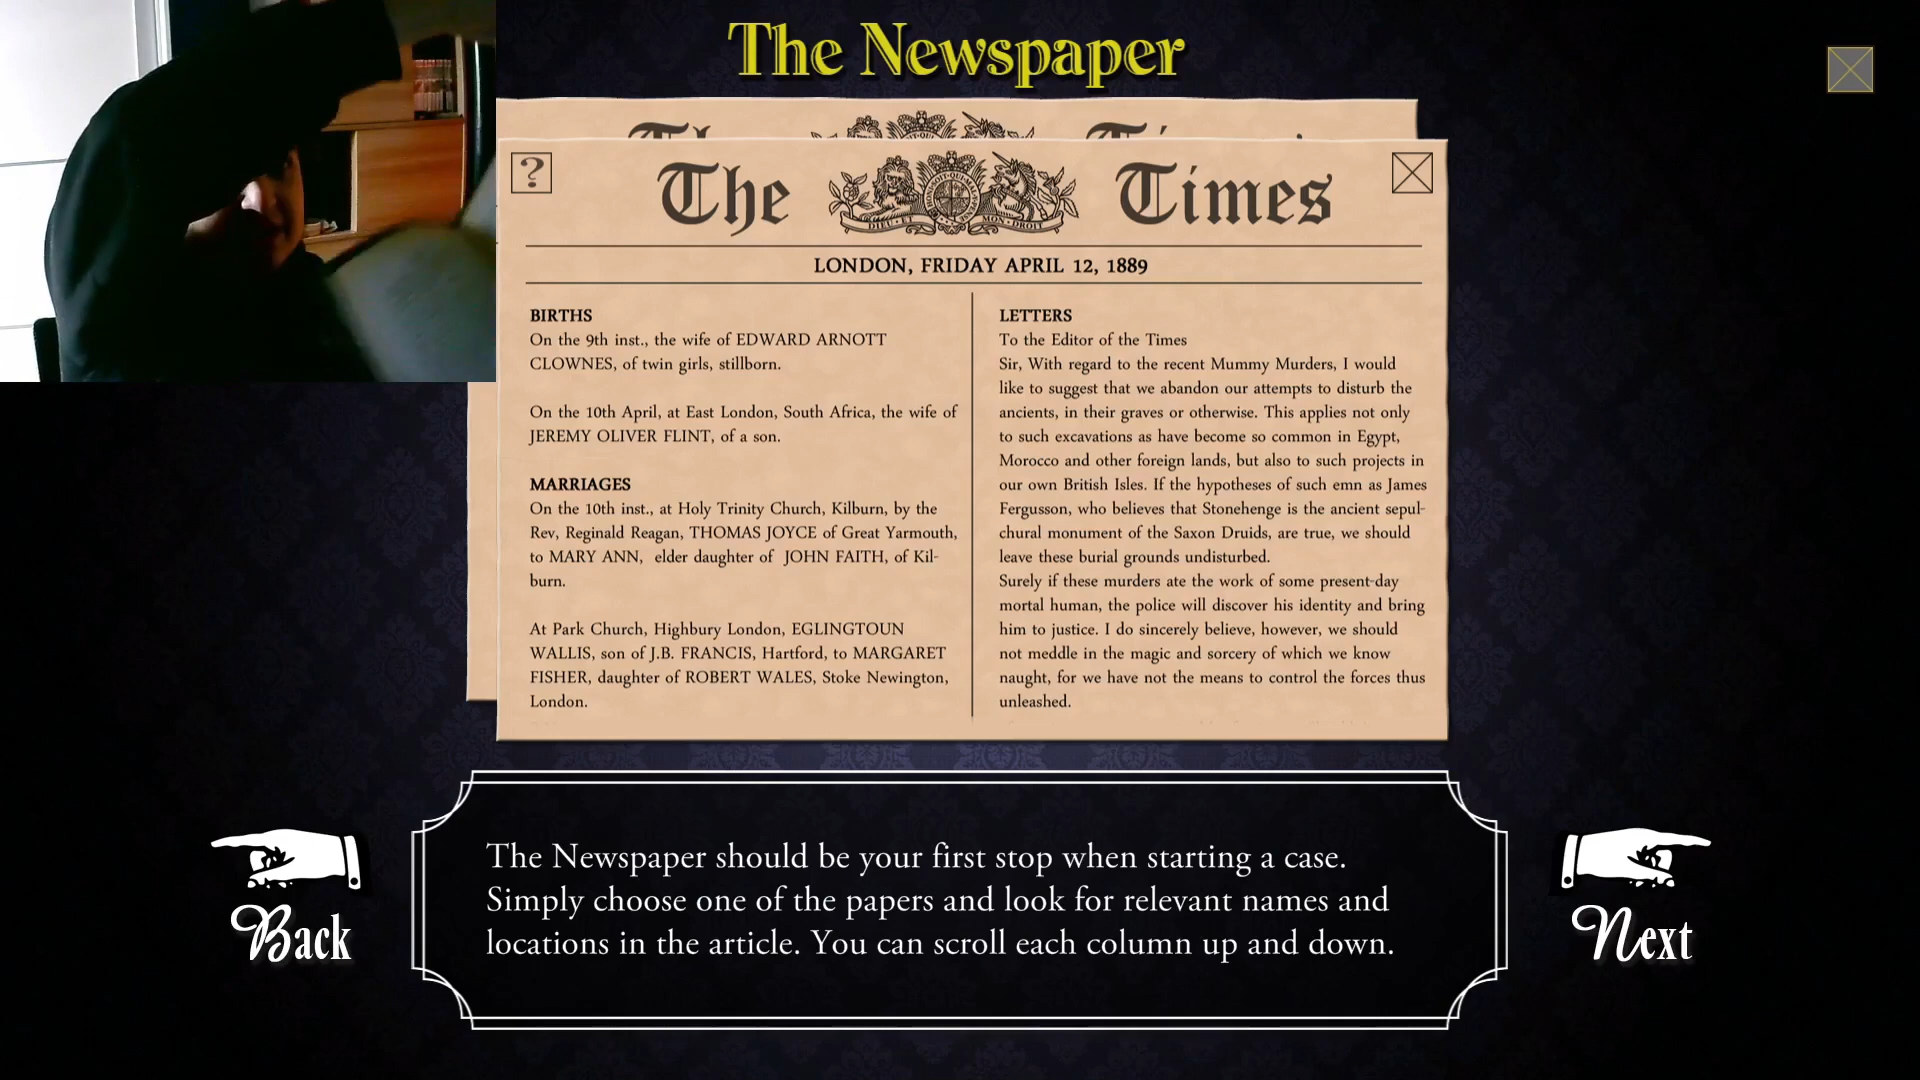 The Newspaper
?
The Times
DIEU·ET MON·DROIT
LONDON, FRIDAY APRIL 12, 1889
BIRTHS
On the 9th inst., the wife of EDWARD ARNOTT
CLOWNES, of twin girls, stillborn.
On the 10th April, at East London, South Africa, the wife of
JEREMY OLIVER FLINT, of a son.
MARRIAGES
On the 10th inst., at Holy Trinity Church, Kilburn, by the
Rev, Reginald Reagan, THOMAS JOYCE of Great Yarmouth,
to MARY ANN, elder daughter of JOHN FAITH, of Kil-
burn.
At Park Church, Highbury London, EGLINGTOUN
WALLIS, son of J.B. FRANCIS, Hartford, to MARGARET
FISHER, daughter of ROBERT WALES, Stoke Newington,
London.
LETTERS
To the Editor of the Times
Sir, With regard to the recent Mummy Murders, I would
like to suggest that we abandon our attempts to disturb the
ancients, in their graves or otherwise. This applies not only
to such excavations as have become so common in Egypt,
Morocco and other foreign lands, but also to such projects in
our own British Isles. If the hypotheses of such emn as James
Fergusson, who believes that Stonehenge is the ancient sepul-
chural monument of the Saxon Druids, are true, we should
leave these burial grounds undisturbed.
Surely if these murders ate the work of some present-day
mortal human, the police will discover his identity and bring
him to justice. I do sincerely believe, however, we should
not meddle in the magic and sorcery of which we know
naught, for we have not the means to control the forces thus
unleashed.
The Newspaper should be your first stop when starting a case.
Simply choose one of the papers and look for relevant names and
locations in the article. You can scroll each column up and down.
Back
Next